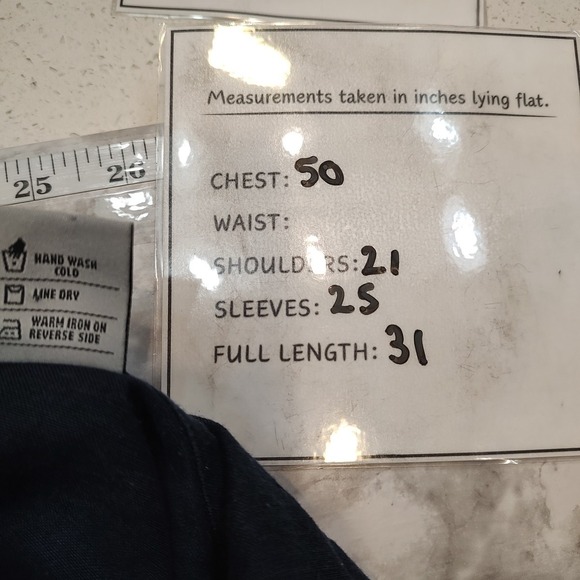 Measurements taken in inches lying flat.
CHEST: 50
WAIST:
SHOULDERS: 21
SLEEVES: 25
FULL LENGTH: 31
25 26
HAND WASH
COLD
LINE DRY
WARM IRON ON
REVERSE SIDE